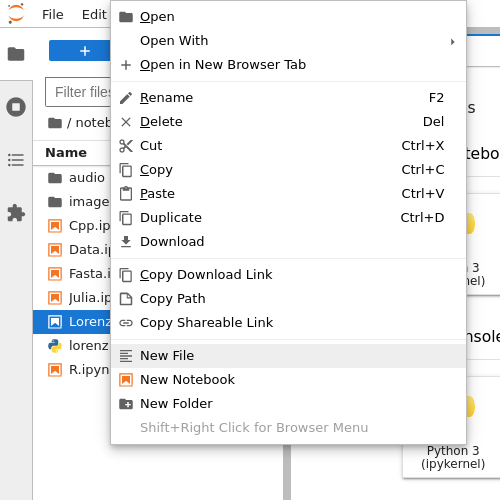 File Edit
Open
Open With
Open in New Browser Tab
Filter files
/ noteb
Rename F2
Delete Del
Name
Cut Ctrl+X
Copy Ctrl+C
Paste Ctrl+V
Duplicate Ctrl+D
Download
audio
image
Cpp.ip
Data.i
Fasta.i
Julia.ip
Lorenz
lorenz
R.ipyn
Copy Download Link
Copy Path
Copy Shareable Link
New File
New Notebook
New Folder
Shift+Right Click for Browser Menu
s
tebo
3
nel)
nsole
Python 3
(ipykernel)